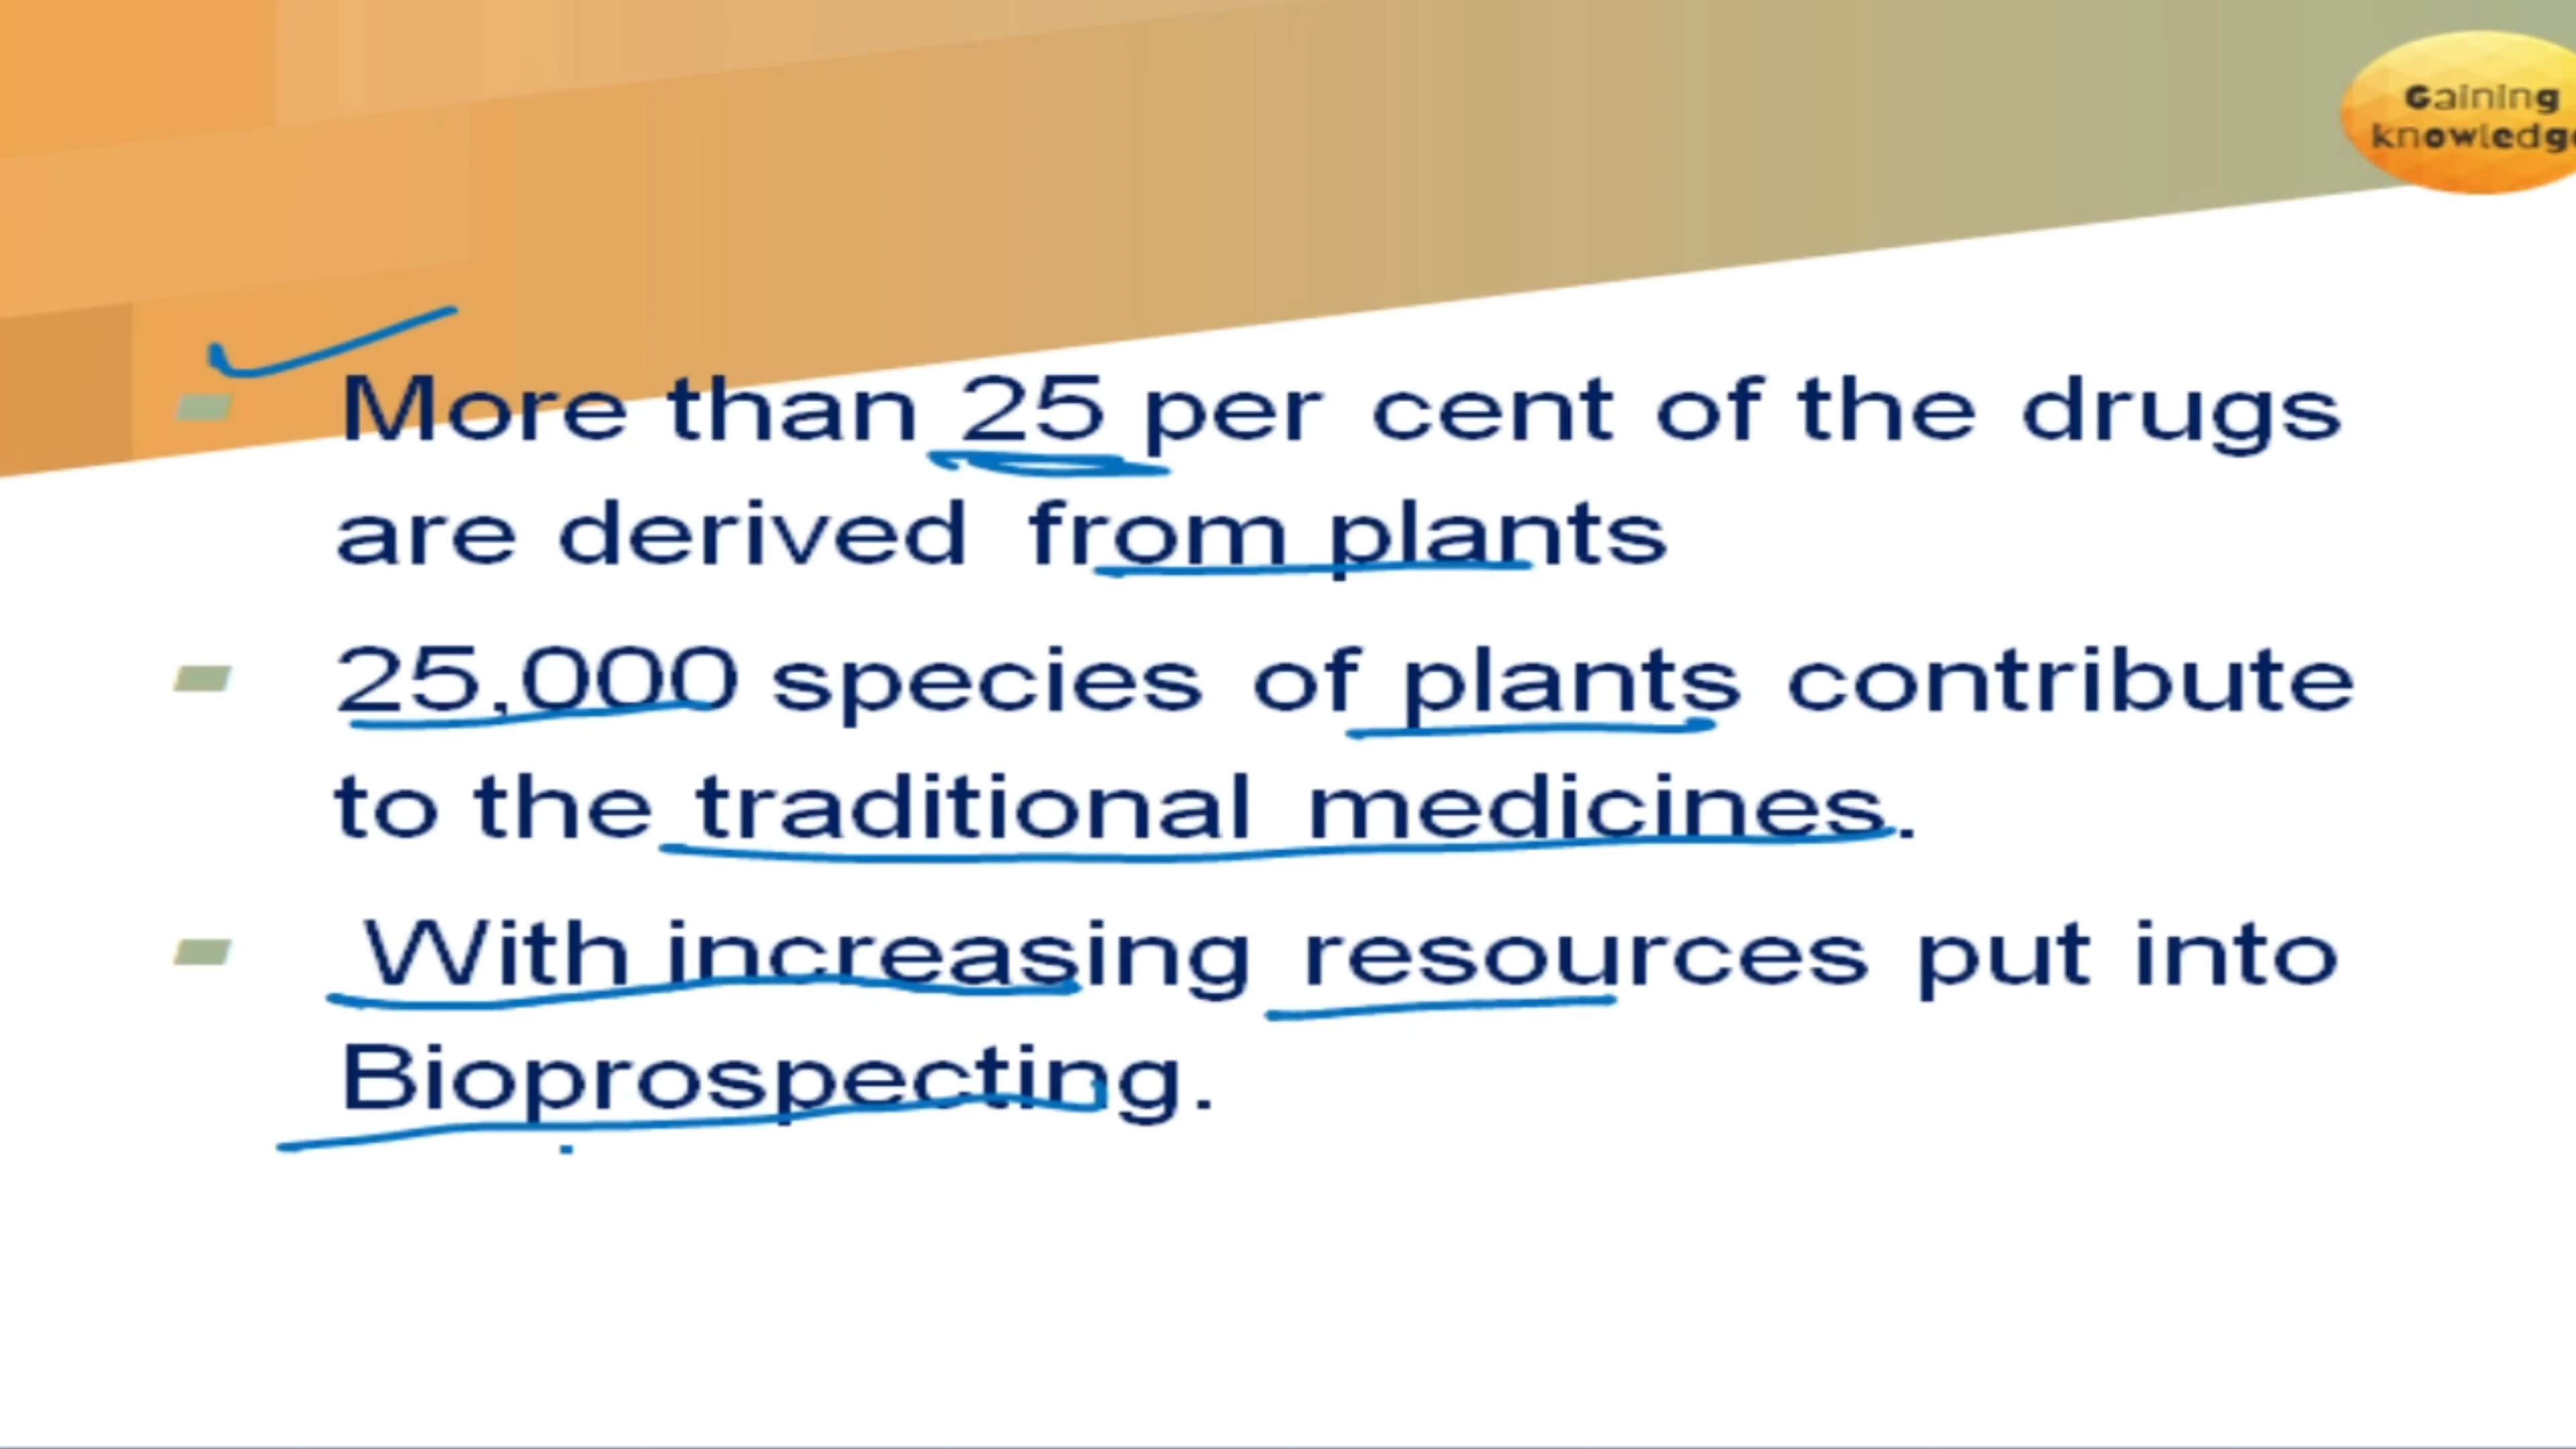 Gaining
knowledge
More than 25 per cent of the drugs
are derived from plants
25,000 species of plants contribute
to the traditional medicines.
With increasing resources put into
Bioprospecting.